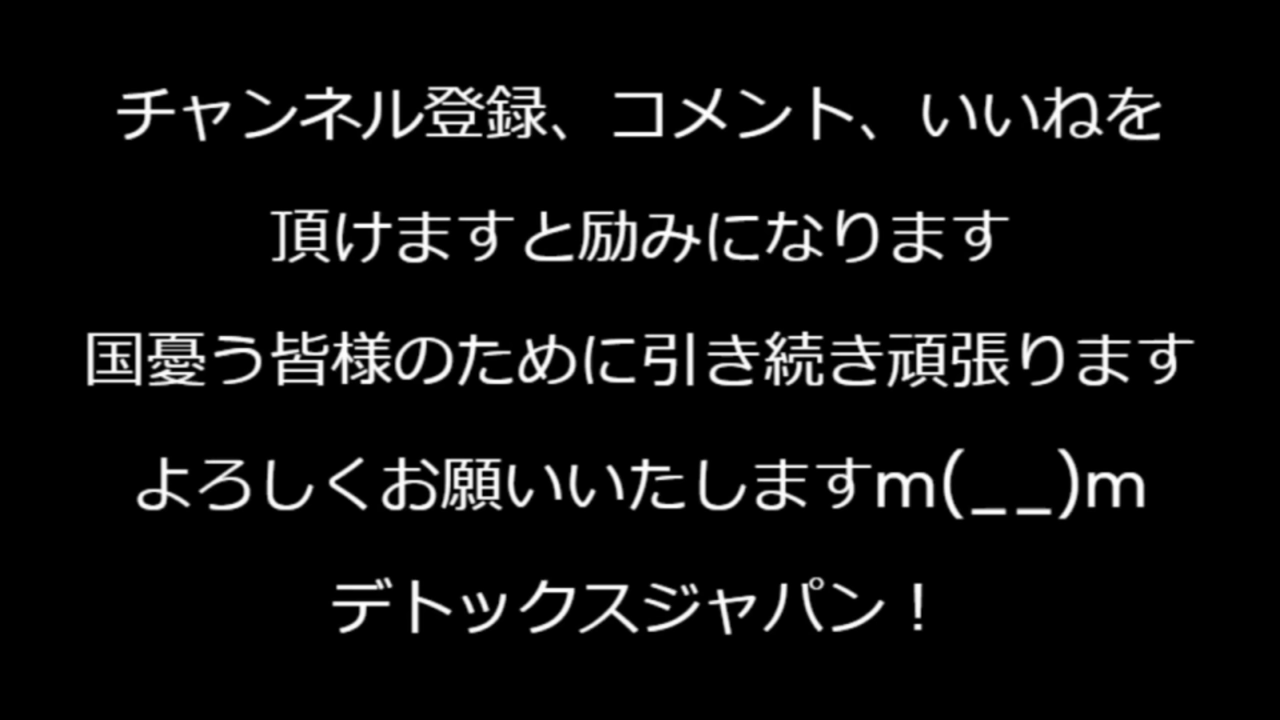 チャンネル登録、コメント、いいねを
頂けますと励みになります
国憂う皆様のために引き続き頑張ります
よろしくお願いいたしますm(__)m
デトックスジャパン！